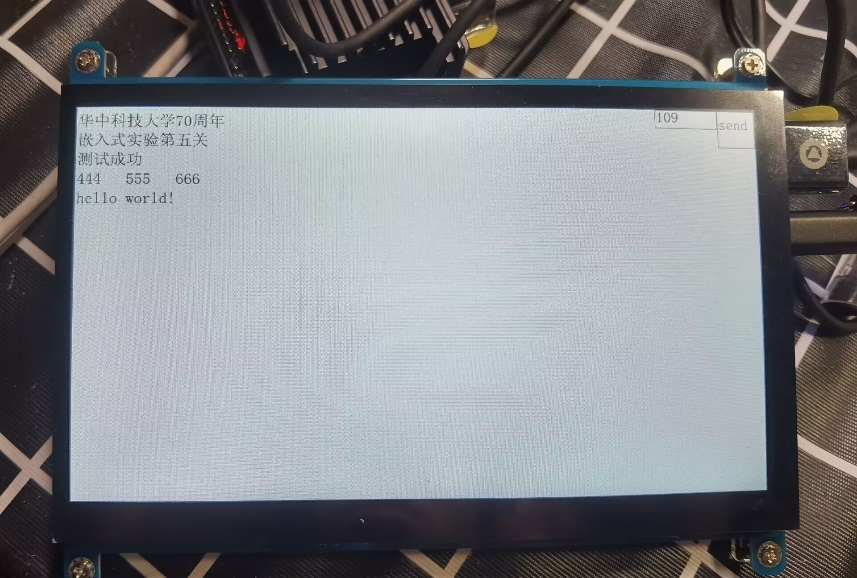 华中科技大学70周年
嵌入式实验第五关
测试成功
444 555 666
hello world!
109
send